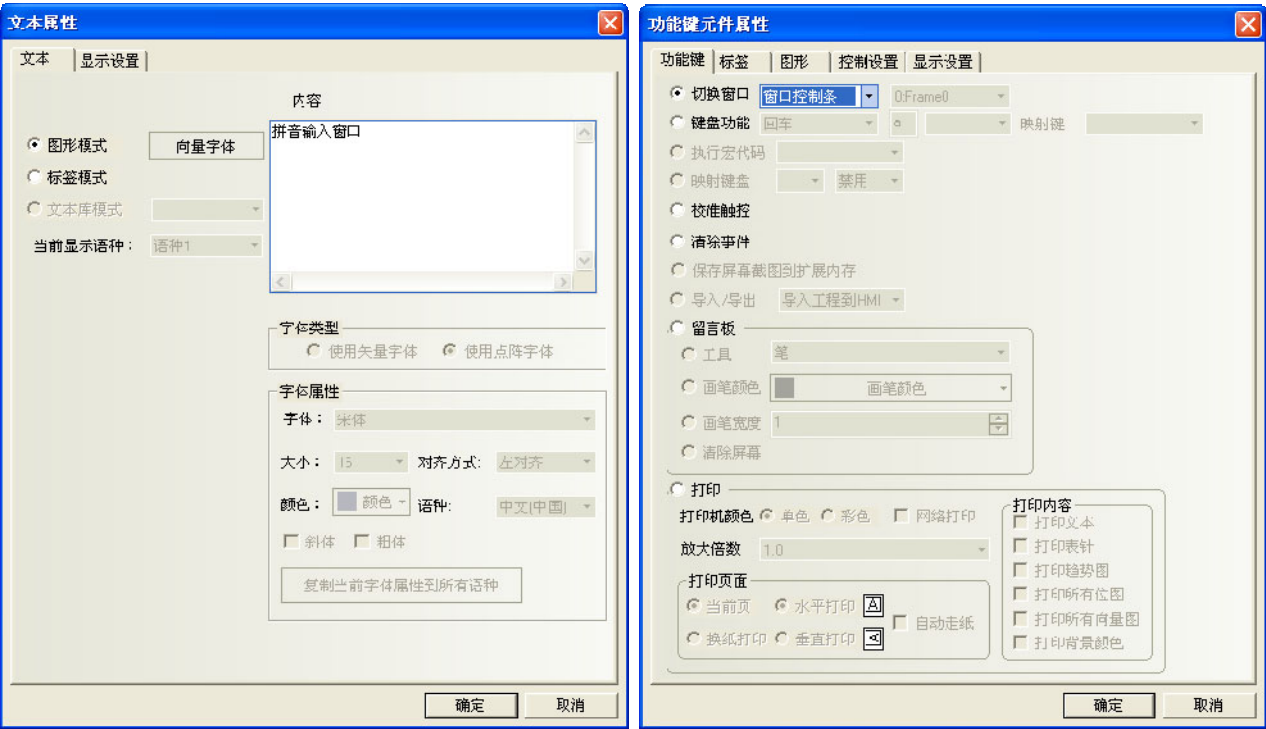 文本属性
文本 显示设置
内容
图形模式 向量字体
标签模式
文本库模式
当前显示语种： 语种1
拼音输入窗口
字体类型
使用矢量字体 使用点阵字体
字体属性
字体： 宋体
大小： 16 对齐方式: 左对齐
颜色： 颜色 语种: 中文(中国)
斜体 粗体
复制当前字体属性到所有语种
确定 取消
功能键元件属性
功能键 标签 图形 控制设置 显示设置
切换窗口 窗口控制条 0:Frame0
键盘功能 回车 a 映射键
执行宏代码
映射键盘 禁用
校准触控
清除事件
保存屏幕截图到扩展内存
导入/导出 导入工程到HMI
留言板
工具 笔
画笔颜色 画笔颜色
画笔宽度 1
清除屏幕
打印
打印机颜色 单色 彩色 网络打印
放大倍数 1.0
打印页面
当前页 水平打印 A
换纸打印 垂直打印 A
自动走纸
打印内容
打印文本
打印表针
打印趋势图
打印所有位图
打印所有向量图
打印背景颜色
确定 取消